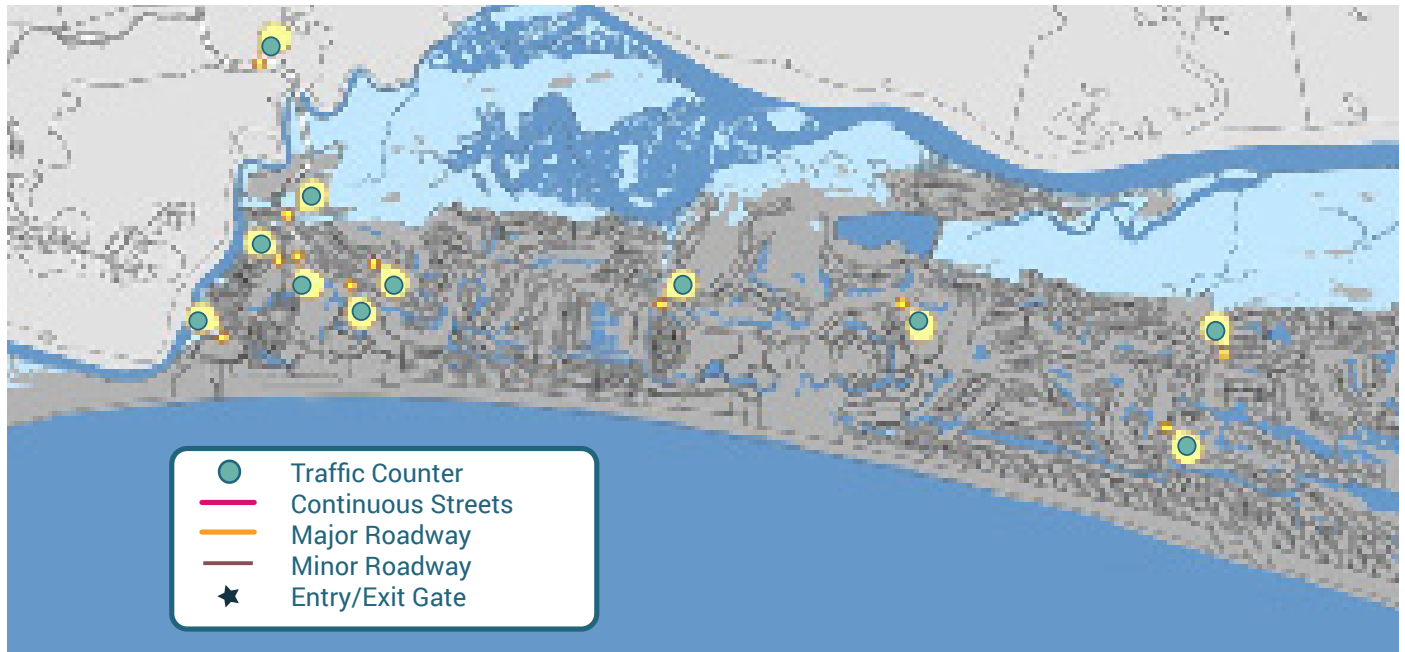 Traffic Counter
Continuous Streets
Major Roadway
Minor Roadway
Entry/Exit Gate